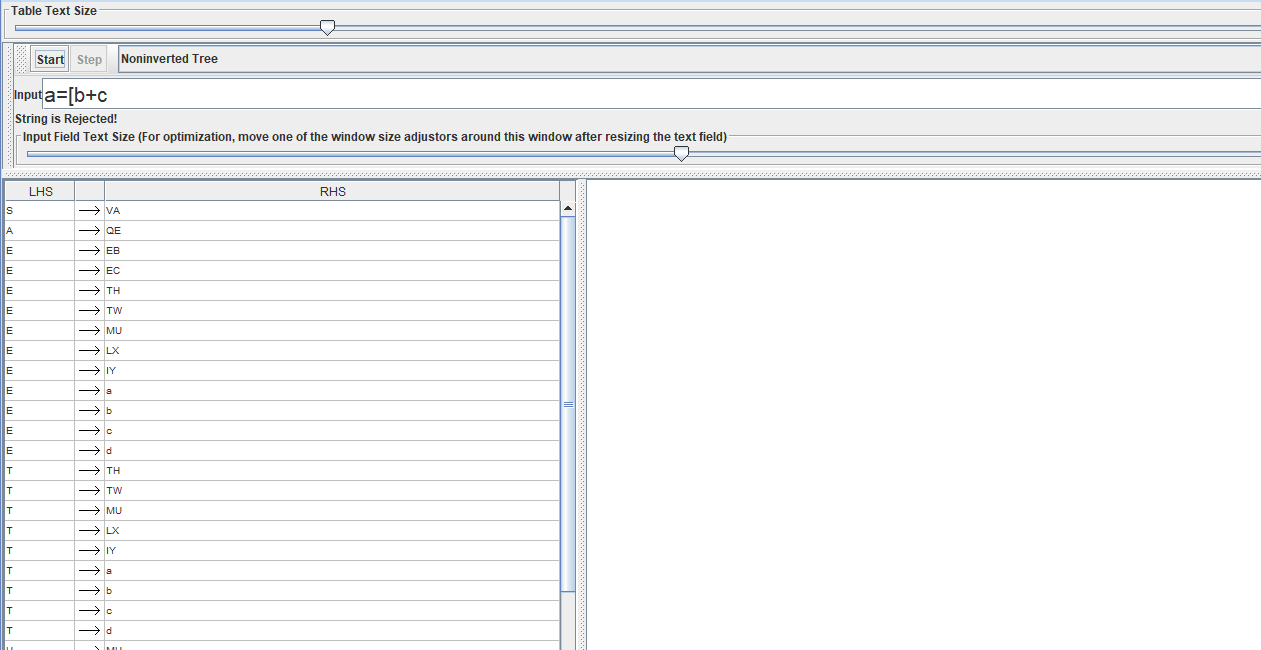 Table Text Size
Start Step Noninverted Tree
Input a=[b+c
String is Rejected!
Input Field Text Size (For optimization, move one of the window size adjustors around this window after resizing the text field)
LHS RHS
S → VA
A → QE
E → EB
E → EC
E → TH
E → TW
E → MU
E → LX
E → IY
E → a
E → b
E → c
E → d
T → TH
T → TW
T → MU
T → LX
T → IY
T → a
T → b
T → c
T → d